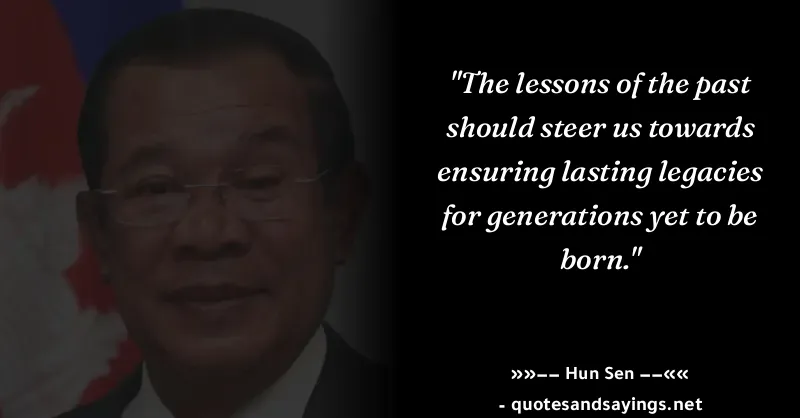 "The lessons of the past
should steer us towards
ensuring lasting legacies
for generations yet to be
born."
»»–– Hun Sen ––««
- quotesandsayings.net